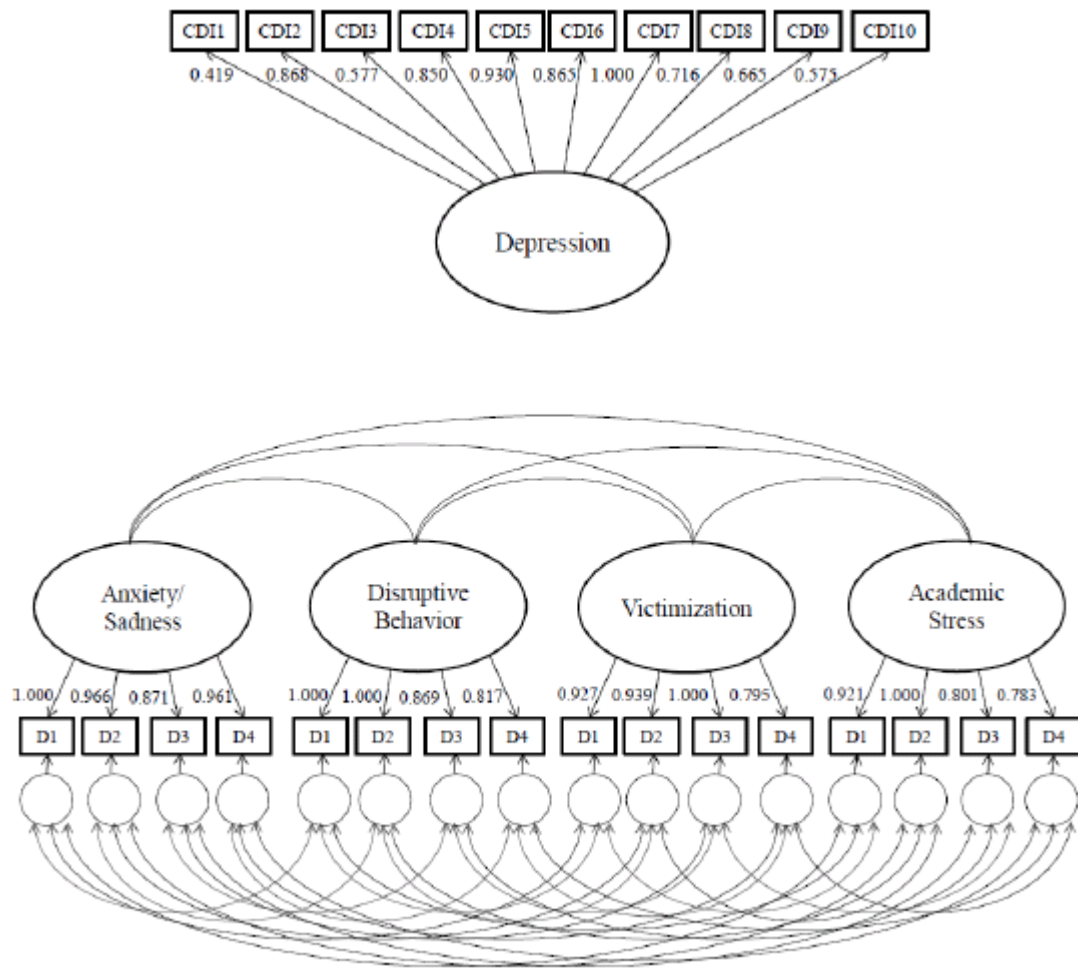 CDI1 CDI2 CDI3 CDI4 CDI5 CDI6 CDI7 CDI8 CDI9 CDI10
0.419 0.868 0.577 0.850 0.930 0.865 1.000 0.716 0.665 0.575
Depression
Anxiety/
Sadness
Disruptive
Behavior
Victimization
Academic
Stress
1.000 0.966 0.871 0.961 1.000 1.000 0.869 0.817 0.927 0.939 1.000 0.795 0.921 1.000 0.801 0.783
D1 D2 D3 D4 D1 D2 D3 D4 D1 D2 D3 D4 D1 D2 D3 D4